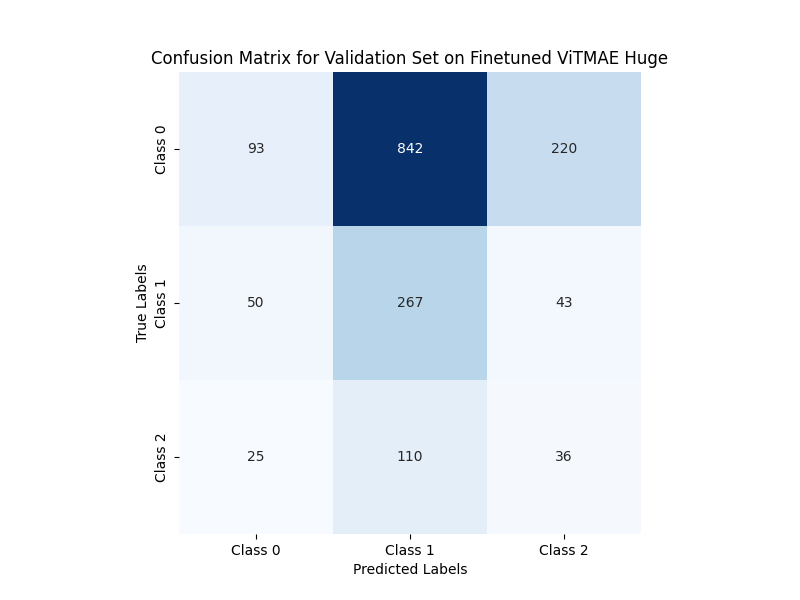 Confusion Matrix for Validation Set on Finetuned ViTMAE Huge
True Labels
Class 0
93 842 220
Class 1
50 267 43
Class 2
25 110 36
Class 0 Class 1 Class 2
Predicted Labels